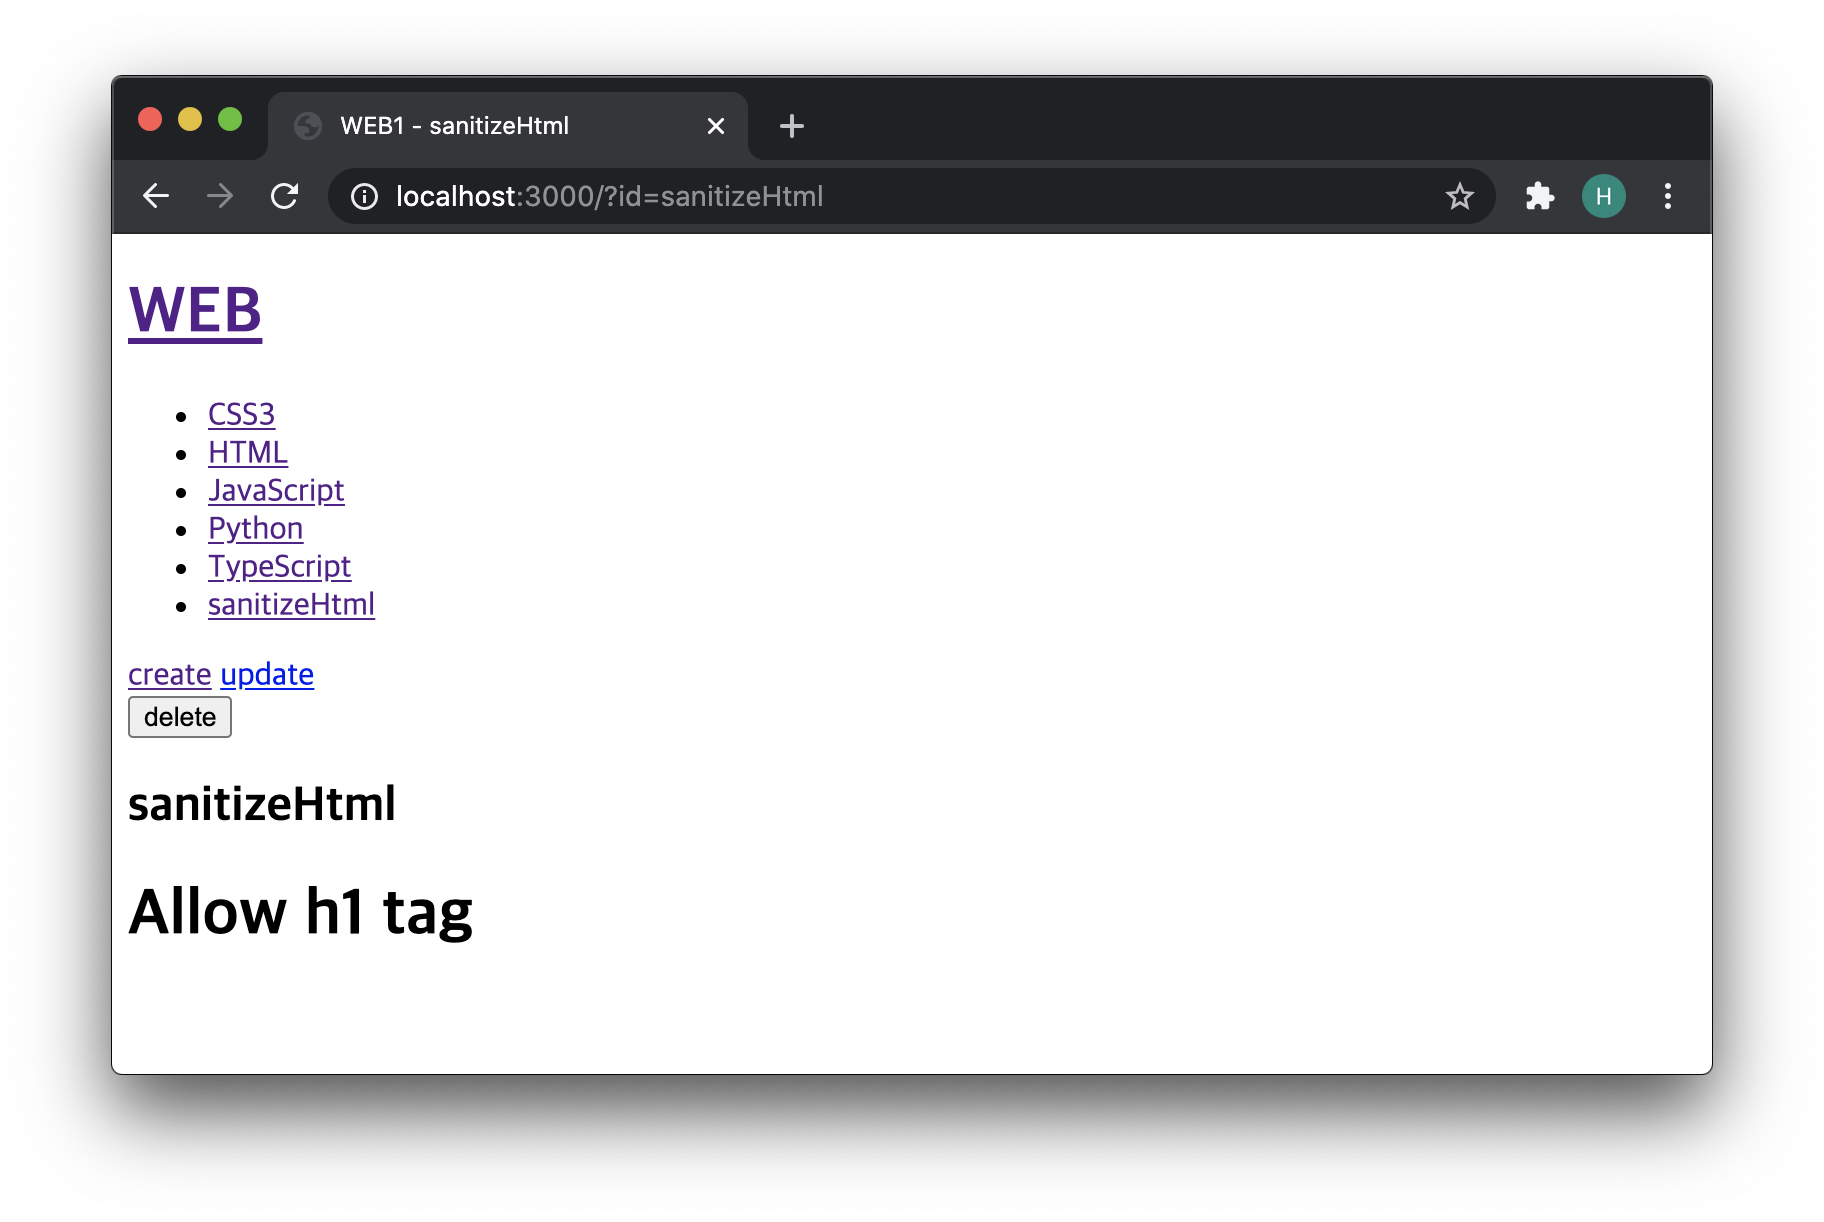 WEB1 - sanitizeHtml
localhost:3000/?id=sanitizeHtml
H
WEB
CSS3
HTML
JavaScript
Python
TypeScript
sanitizeHtml
create update
delete
sanitizeHtml
Allow h1 tag